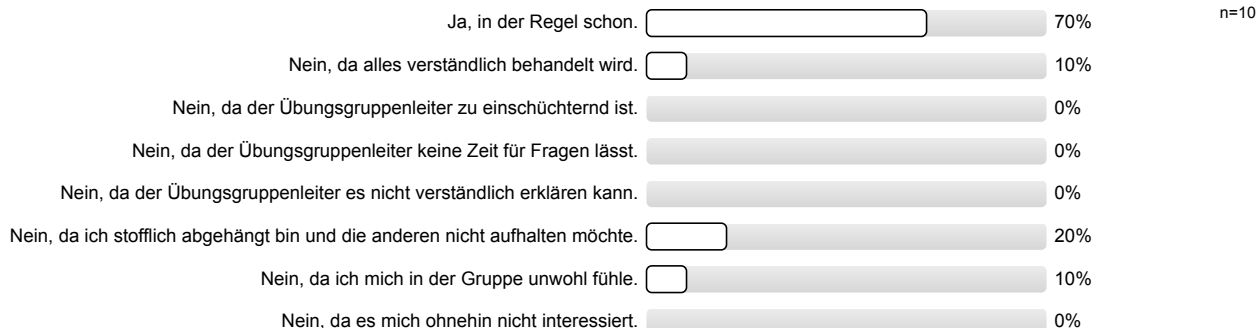 Ja, in der Regel schon. 70% n=10
Nein, da alles verständlich behandelt wird. 10%
Nein, da der Übungsgruppenleiter zu einschüchternd ist. 0%
Nein, da der Übungsgruppenleiter keine Zeit für Fragen lässt. 0%
Nein, da der Übungsgruppenleiter es nicht verständlich erklären kann. 0%
Nein, da ich stofflich abgehängt bin und die anderen nicht aufhalten möchte. 20%
Nein, da ich mich in der Gruppe unwohl fühle. 10%
Nein, da es mich ohnehin nicht interessiert. 0%